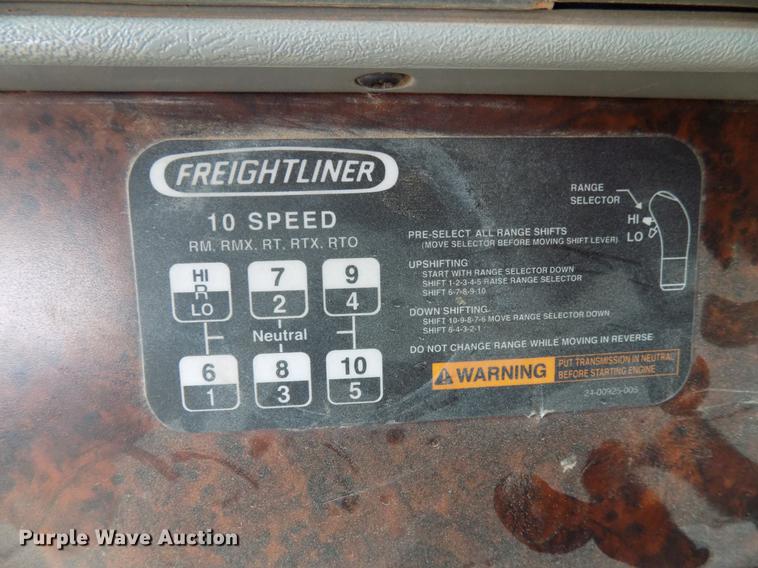 FREIGHTLINER
10 SPEED
RM, RMX, RT, RTX, RTO
HI 7 9
R
LO 2 4
Neutral
6 8 10
1 3 5
RANGE
SELECTOR
HI
LO
PRE-SELECT ALL RANGE SHIFTS
(MOVE SELECTOR BEFORE MOVING SHIFT LEVER)
UPSHIFTING
START WITH RANGE SELECTOR DOWN
SHIFT 1-2-3-4-5 RAISE RANGE SELECTOR
SHIFT 6-7-8-9-10
DOWN SHIFTING
SHIFT 10-9-8-7-6 MOVE RANGE SELECTOR DOWN
SHIFT 5-4-3-2-1
DO NOT CHANGE RANGE WHILE MOVING IN REVERSE
WARNING PUT TRANSMISSION IN NEUTRAL
BEFORE STARTING ENGINE
24-00925-005
Purple Wave Auction